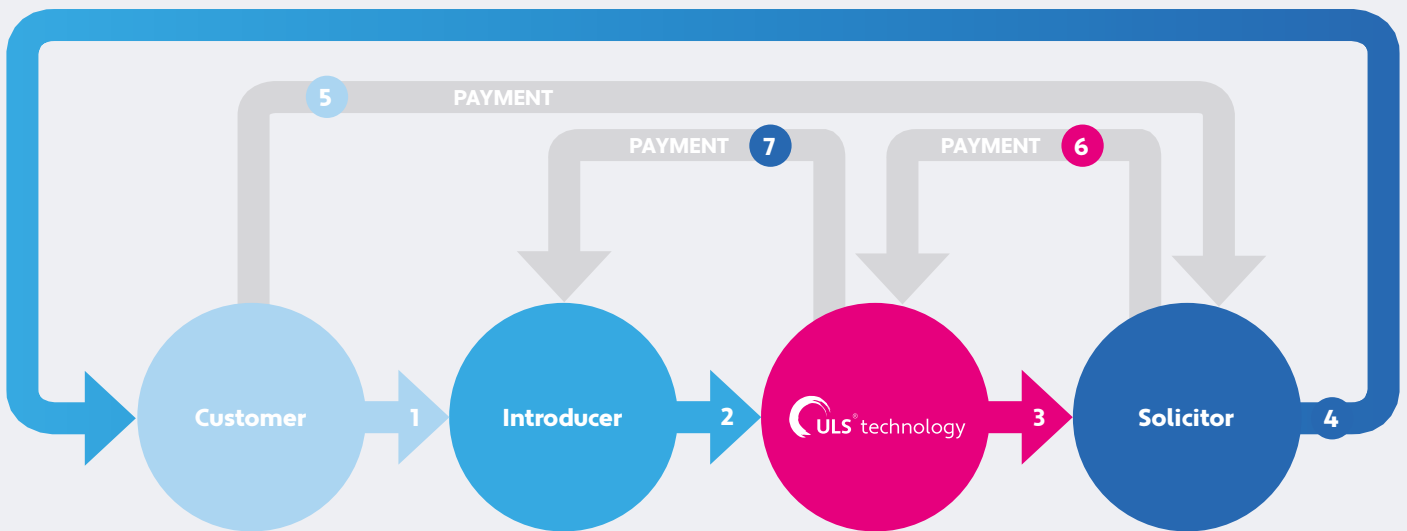 5 PAYMENT
PAYMENT 7
PAYMENT 6
Customer
1
Introducer
2
ULS® technology
3
Solicitor
4